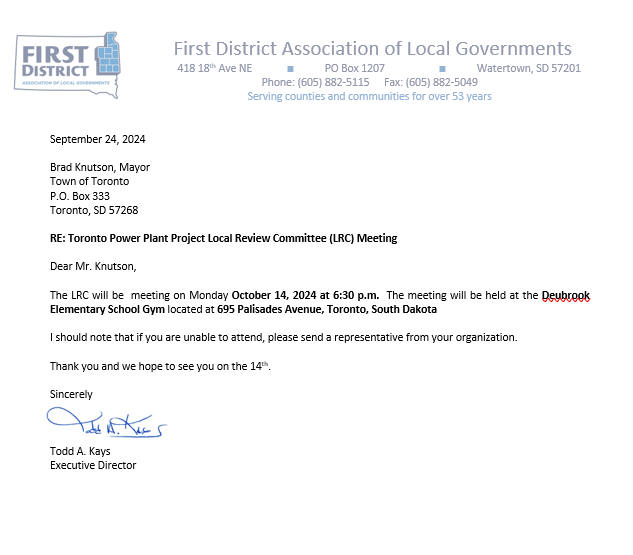 FIRST
DISTRICT
ASSOCIATION OF LOCAL GOVERNMENTS
First District Association of Local Governments
418 18th Ave NE ■ PO Box 1207 ■ Watertown, SD 57201
Phone: (605) 882-5115 Fax: (605) 882-5049
Serving counties and communities for over 53 years
September 24, 2024
Brad Knutson, Mayor
Town of Toronto
P.O. Box 333
Toronto, SD 57268
RE: Toronto Power Plant Project Local Review Committee (LRC) Meeting
Dear Mr. Knutson,
The LRC will be meeting on Monday October 14, 2024 at 6:30 p.m. The meeting will be held at the Deubrook
Elementary School Gym located at 695 Palisades Avenue, Toronto, South Dakota
I should note that if you are unable to attend, please send a representative from your organization.
Thank you and we hope to see you on the 14th.
Sincerely
Todd A. Kays
Todd A. Kays
Executive Director